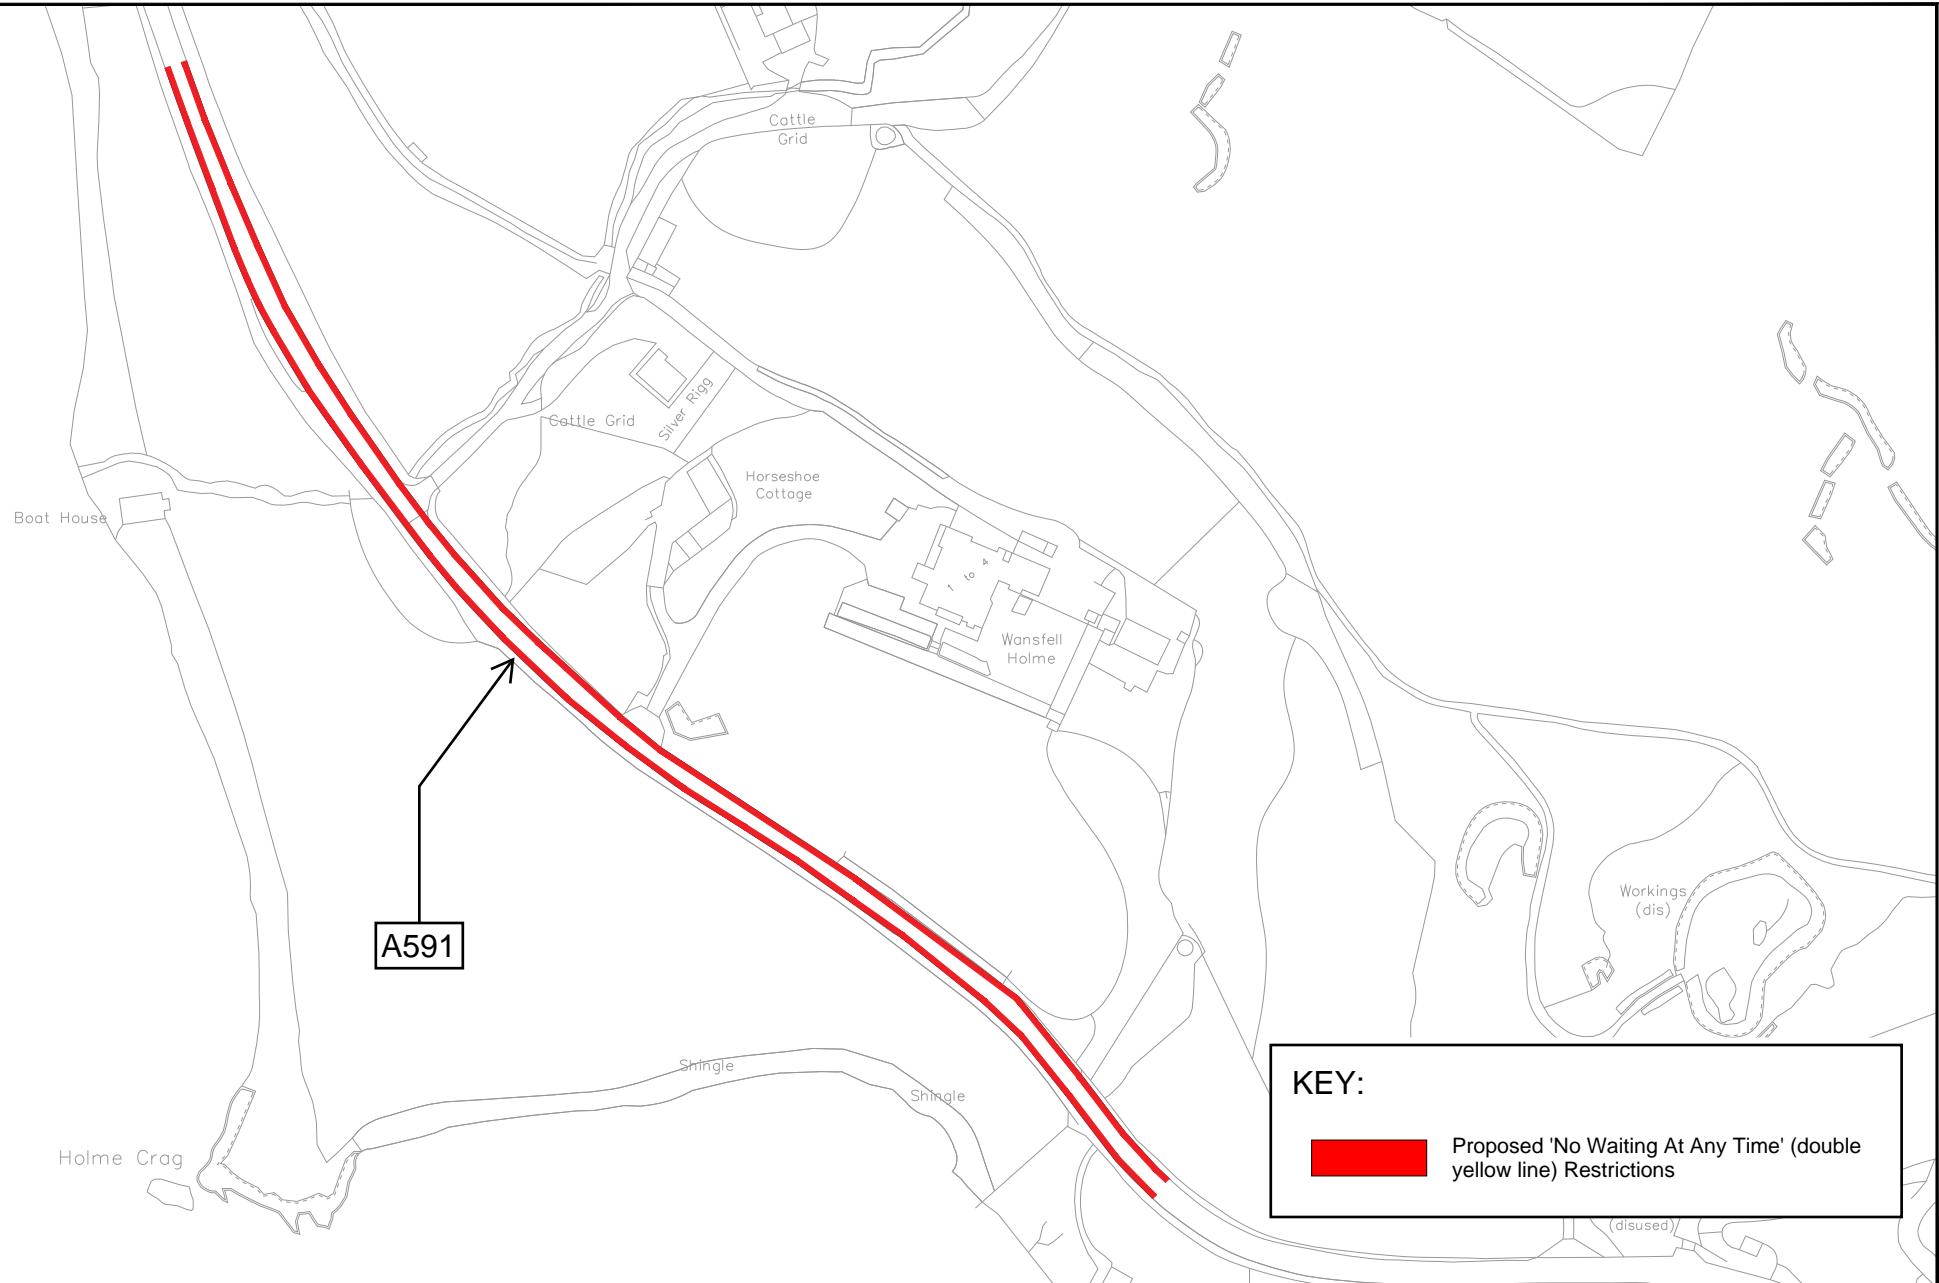 Cattle
Grid
Cattle Grid
Silver Rigg
Horseshoe
Cottage
Boat House
1 to 4
Wansfell
Holme
A591
Workings
(dis)
Shingle
Shingle
Holme Crag
KEY:
Proposed 'No Waiting At Any Time' (double
yellow line) Restrictions
(disused)